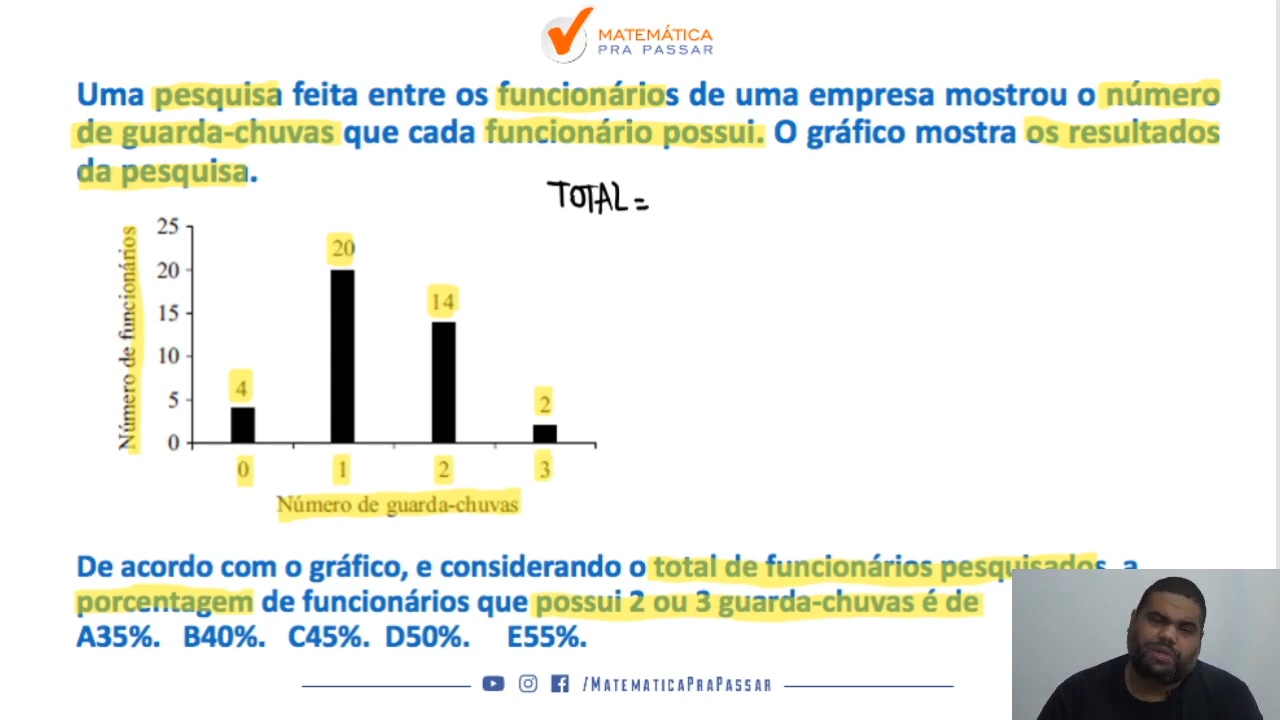 MATEMÁTICA
PRA PASSAR
Uma pesquisa feita entre os funcionários de uma empresa mostrou o número
de guarda-chuvas que cada funcionário possui. O gráfico mostra os resultados
da pesquisa.
TOTAL =
Número de funcionários
25
20
15
10
5
0
4
20
14
2
0 1 2 3
Número de guarda-chuvas
De acordo com o gráfico, e considerando o total de funcionários pesquisados, a
porcentagem de funcionários que possui 2 ou 3 guarda-chuvas é de
A35%. B40%. C45%. D50%. E55%.
/MatematicaPraPassar